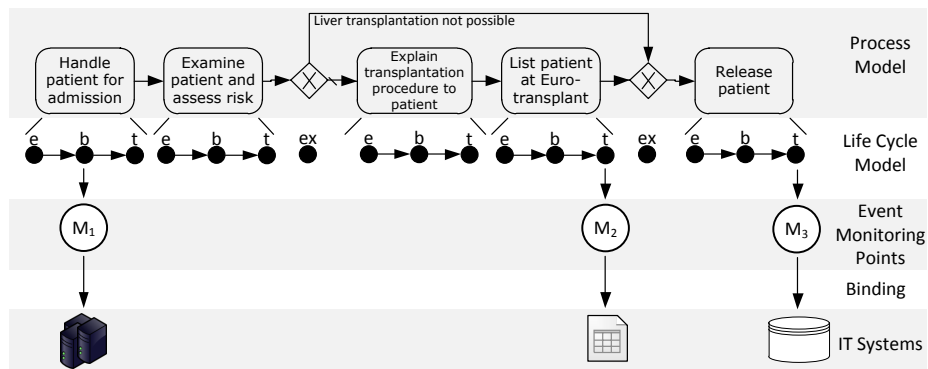 Liver transplantation not possible
Handle
patient for
admission
Examine
patient and
assess risk
X
Explain
transplantation
procedure to
patient
List patient
at Euro-
transplant
X
Release
patient
Process
Model
e b t
e b t
ex
e b t
e b t
ex
e b t
Life Cycle
Model
M1
M2
M3
Event
Monitoring
Points
Binding
IT Systems